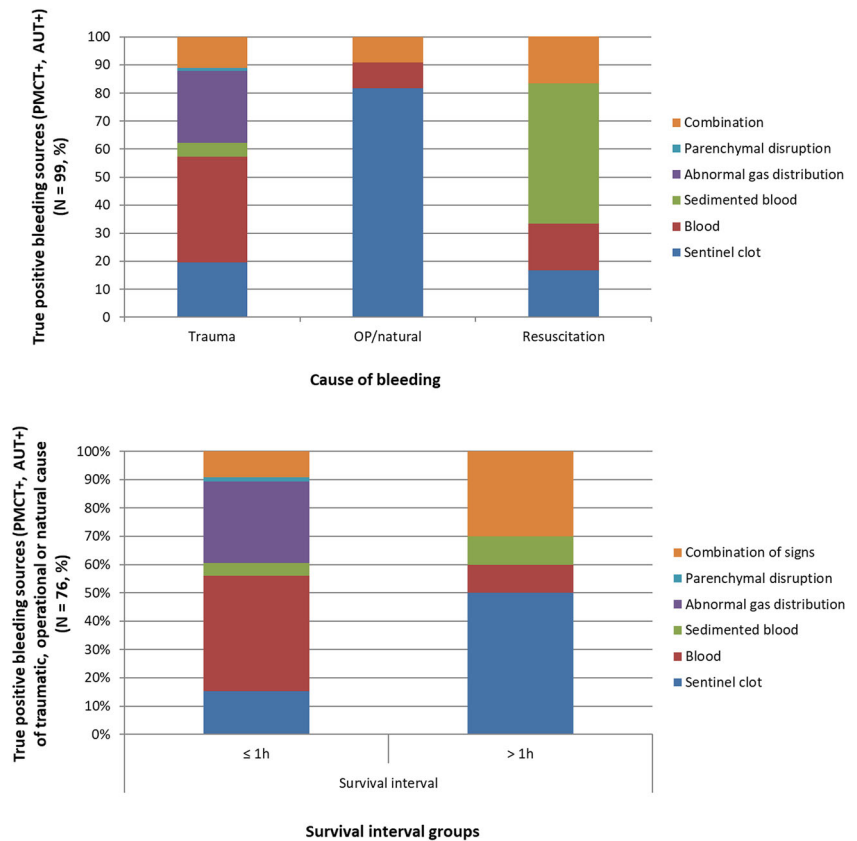 True positive bleeding sources (PMCT+, AUT+)
(N = 99, %)
100
90
80
70
60
50
40
30
20
10
0
Trauma
OP/natural
Resuscitation
Cause of bleeding
Combination
Parenchymal disruption
Abnormal gas distribution
Sedimented blood
Blood
Sentinel clot
True positive bleeding sources (PMCT+, AUT+)
of traumatic, operational or natural cause
(N = 76, %)
100%
90%
80%
70%
60%
50%
40%
30%
20%
10%
0%
≤ 1h
> 1h
Survival interval
Survival interval groups
Combination of signs
Parenchymal disruption
Abnormal gas distribution
Sedimented blood
Blood
Sentinel clot